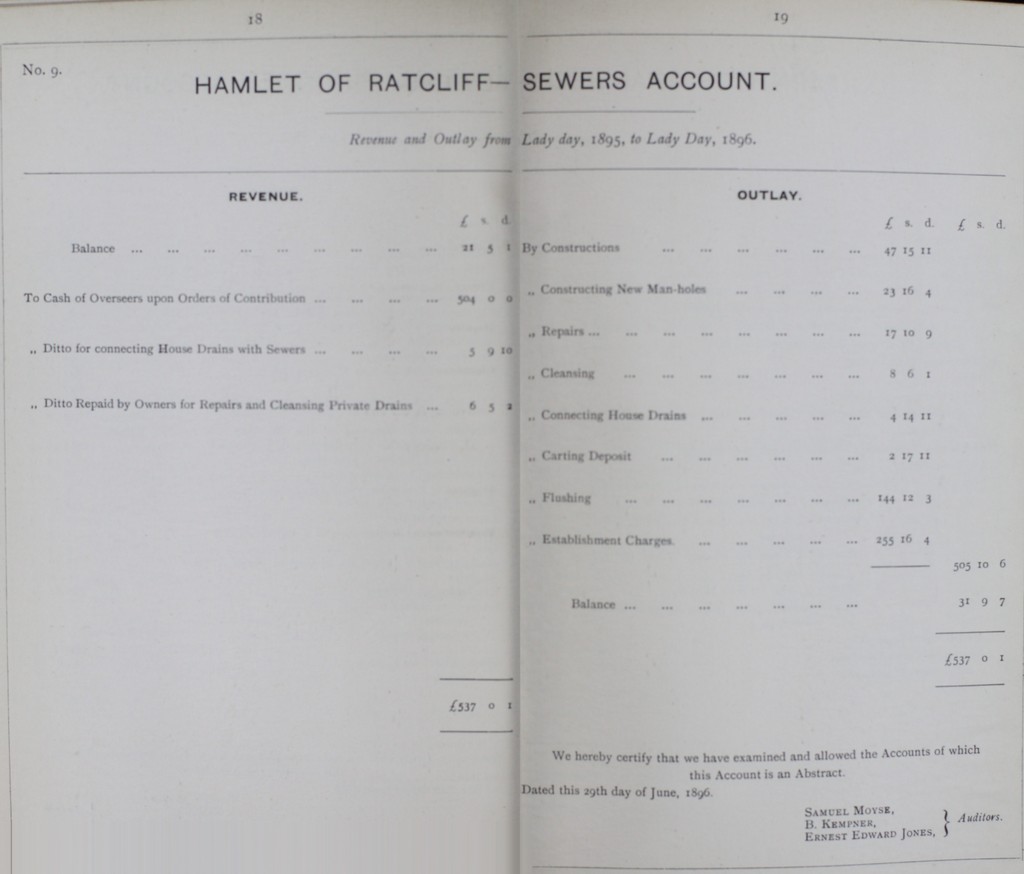 18
19
No. 9.
HAMLET OF RATCLIFF— SEWERS ACCOUNT.
Revenue and Outlay from Lady day, 1895, to Lady Day, 1896.
REVENUE.
£ s. d.
Balance ... ... ... ... ... ... ... ... ... 21 5 1
To Cash of Overseers upon Orders of Contribution ... ... ... ... 504 0 0
„ Ditto for connecting House Drains with Sewers ... ... ... ... 5 9 10
„ Ditto Repaid by Owners for Repairs and Cleansing Private Drains ... 6 5 2
£537 0 1
OUTLAY.
£ s. d. £ s. d.
By Constructions ... ... ... ... ... ... 47 15 11
„ Constructing New Man-holes ... ... ... ... 23 16 4
„ Repairs ... ... ... ... ... ... ... ... 17 10 9
„ Cleansing ... ... ... ... ... ... ... 8 6 1
„ Connecting House Drains ... ... ... ... ... 4 14 11
„ Carting Deposit ... ... ... ... ... ... 2 17 11
„ Flushing ... ... ... ... ... ... ... 144 12 3
„ Establishment Charges. ... ... ... ... ... 255 16 4
505 10 6
Balance ... ... ... ... ... ... ... 31 9 7
£537 0 1
We hereby certify that we have examined and allowed the Accounts of which
this Account is an Abstract.
Dated this 29th day of June, 1896.
SAMUEL MOYSE,
B. KEMPNER,
ERNEST EDWARD JONES, } Auditors.